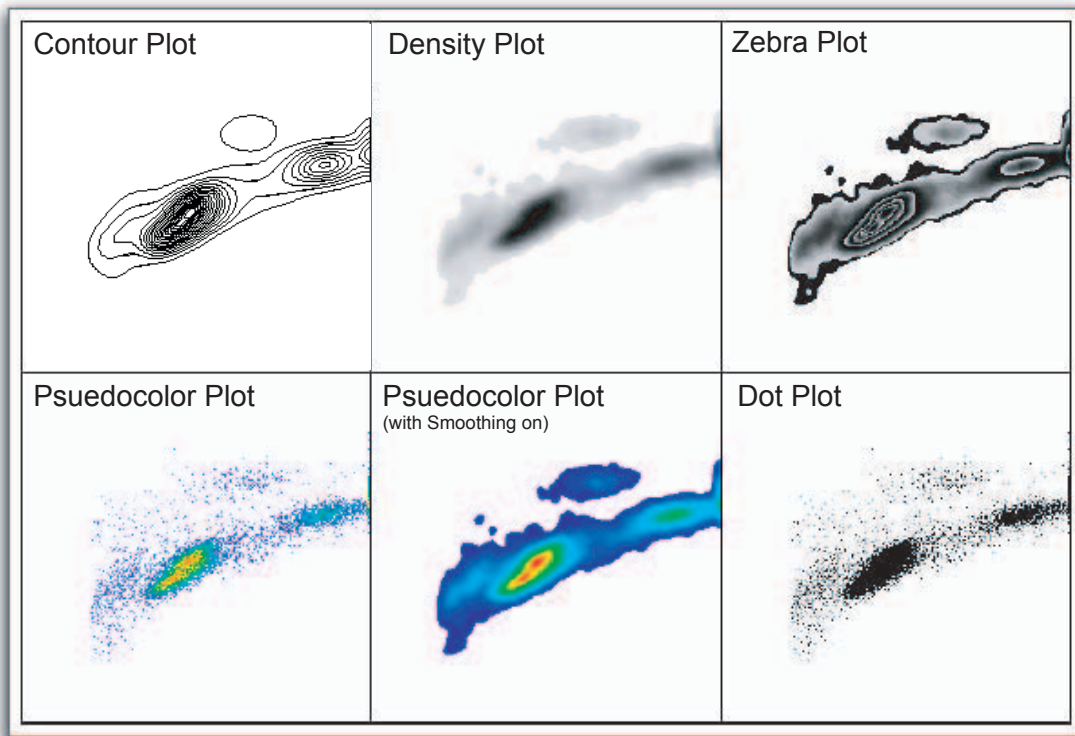 Contour Plot
Density Plot
Zebra Plot
Psuedocolor Plot
Psuedocolor Plot
(with Smoothing on)
Dot Plot